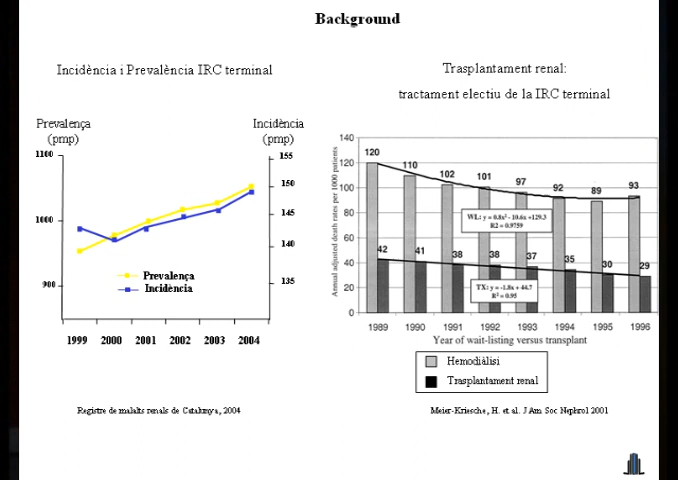 Background
Incidència i Prevalència IRC terminal
Prevalença
(pmp)
Incidència
(pmp)
1100
1000
900
155
150
145
140
135
Prevalença
Incidència
1999 2000 2001 2002 2003 2004
Registre de malalts renals de Catalunya, 2004
Trasplantament renal:
tractament electiu de la IRC terminal
Annual adjusted death rates per 1000 patients
140
120
100
80
60
40
20
0
120 110 102 101 97 92 89 93
WL: y = 0.8x² - 10.6x +129.3
R2 = 0.9759
42 41 38 38 37 35 30 29
TX: y = -1.8x + 44.7
R² = 0.95
1989 1990 1991 1992 1993 1994 1995 1996
Year of wait-listing versus transplant
Hemodiàlisi
Trasplantament renal
Meier-Kriesche, H. et al. J Am Soc Nephrol 2001